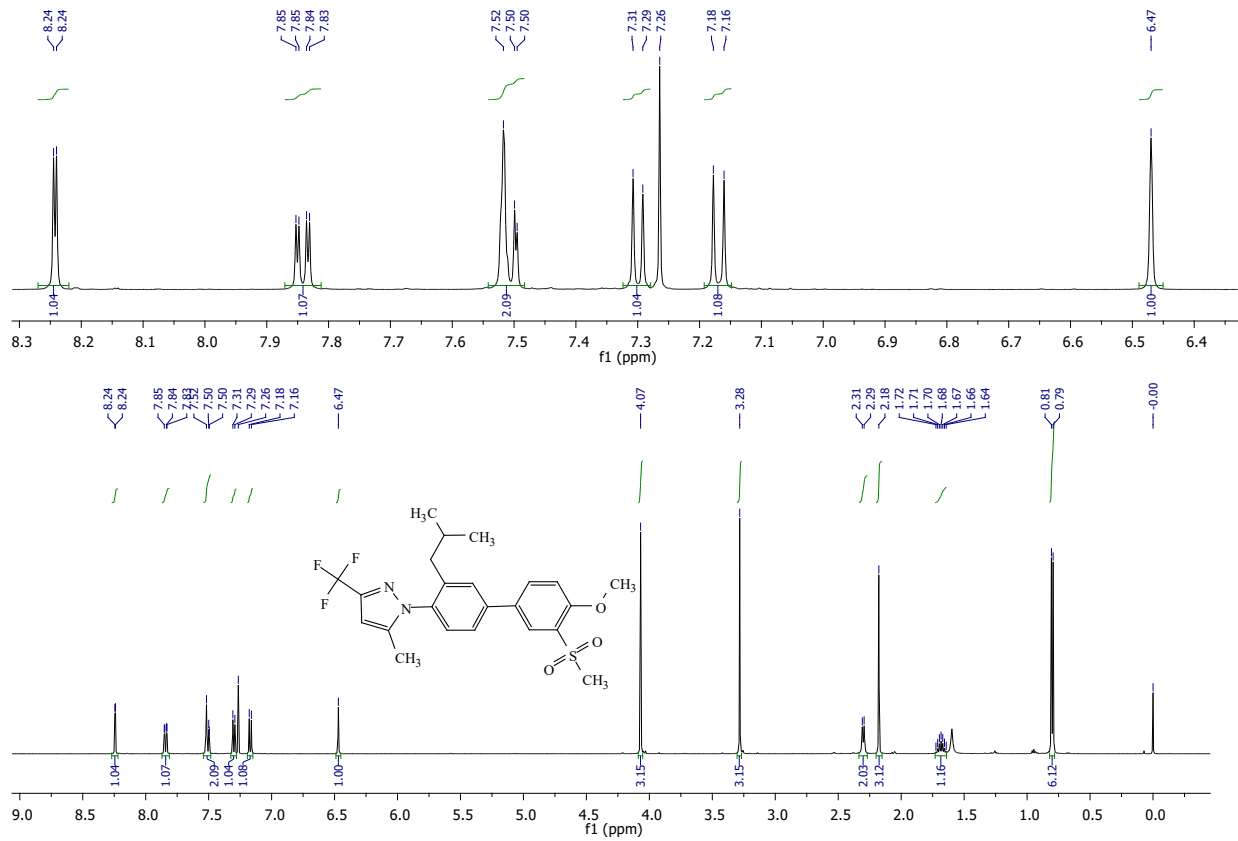 8.24 8.24 7.85 7.85 7.84 7.83 7.52 7.50 7.50 7.31 7.29 7.26 7.18 7.16 6.47
1.04 1.07 2.09 1.04 1.08 1.00
8.3 8.2 8.1 8.0 7.9 7.8 7.7 7.6 7.5 7.4 7.3 7.2 7.1 7.0 6.9 6.8 6.7 6.6 6.5 6.4
f1 (ppm)
8.24 8.24 7.85 7.84 7.83 7.52 7.50 7.50 7.31 7.29 7.26 7.18 7.16 6.47 4.07 3.28 2.31 2.29 2.18 1.72 1.71 1.70 1.68 1.67 1.66 1.64 0.81 0.79 -0.00
H₃C
CH₃
F
F
F
N
N
CH₃
CH₃
O
O
S
O
CH₃
1.04 1.07 2.09 1.04 1.08 1.00 3.15 3.15 2.03 3.12 1.16 6.12
9.0 8.5 8.0 7.5 7.0 6.5 6.0 5.5 5.0 4.5 4.0 3.5 3.0 2.5 2.0 1.5 1.0 0.5 0.0
f1 (ppm)